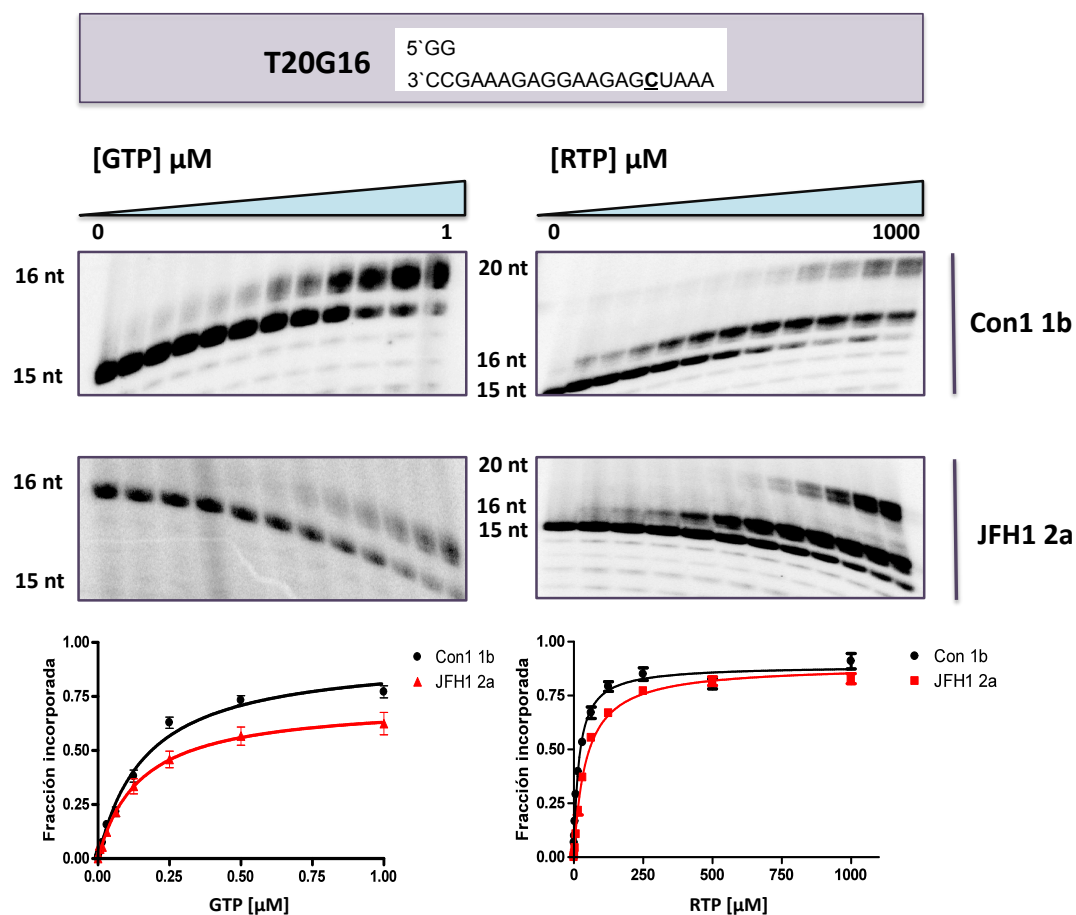 T20G16
5`GG
3`CCGAAAGAGGAAGAGCUAAA
[GTP] µM
[RTP] µM
0
1
0
1000
16 nt
15 nt
20 nt
16 nt
15 nt
Con1 1b
16 nt
15 nt
20 nt
16 nt
15 nt
JFH1 2a
Fracción incorporada
1.00
0.75
0.50
0.25
0.00
0.00
0.25
0.50
0.75
1.00
GTP [µM]
Con1 1b
JFH1 2a
Fracción incorporada
1.00
0.75
0.50
0.25
0.00
0
250
500
750
1000
RTP [µM]
Con 1b
JFH1 2a